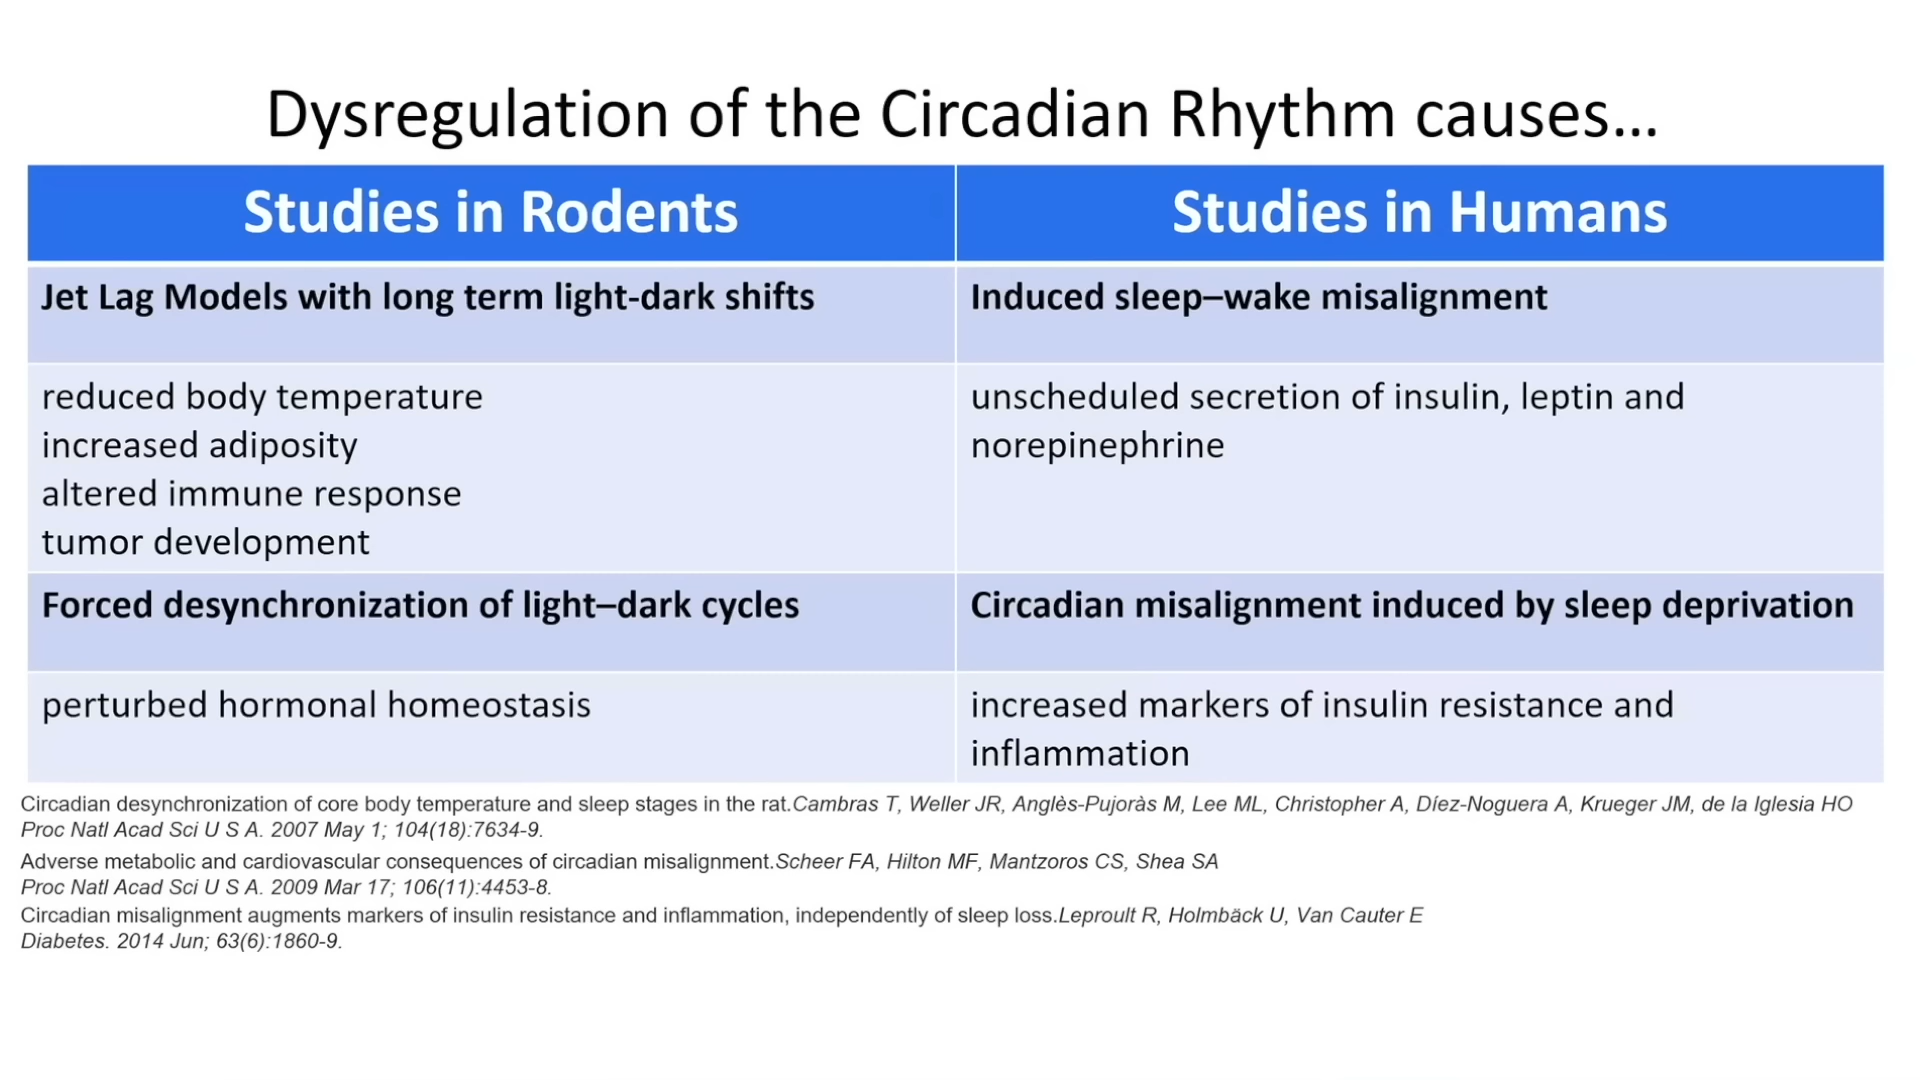 Dysregulation of the Circadian Rhythm causes…
Studies in Rodents
Studies in Humans
Jet Lag Models with long term light-dark shifts
Induced sleep–wake misalignment
reduced body temperature
increased adiposity
altered immune response
tumor development
unscheduled secretion of insulin, leptin and
norepinephrine
Forced desynchronization of light–dark cycles
Circadian misalignment induced by sleep deprivation
perturbed hormonal homeostasis
increased markers of insulin resistance and
inflammation
Circadian desynchronization of core body temperature and sleep stages in the rat.Cambras T, Weller JR, Anglès-Pujoràs M, Lee ML, Christopher A, Díez-Noguera A, Krueger JM, de la Iglesia HO
Proc Natl Acad Sci U S A. 2007 May 1; 104(18):7634-9.
Adverse metabolic and cardiovascular consequences of circadian misalignment.Scheer FA, Hilton MF, Mantzoros CS, Shea SA
Proc Natl Acad Sci U S A. 2009 Mar 17; 106(11):4453-8.
Circadian misalignment augments markers of insulin resistance and inflammation, independently of sleep loss.Leproult R, Holmbäck U, Van Cauter E
Diabetes. 2014 Jun; 63(6):1860-9.